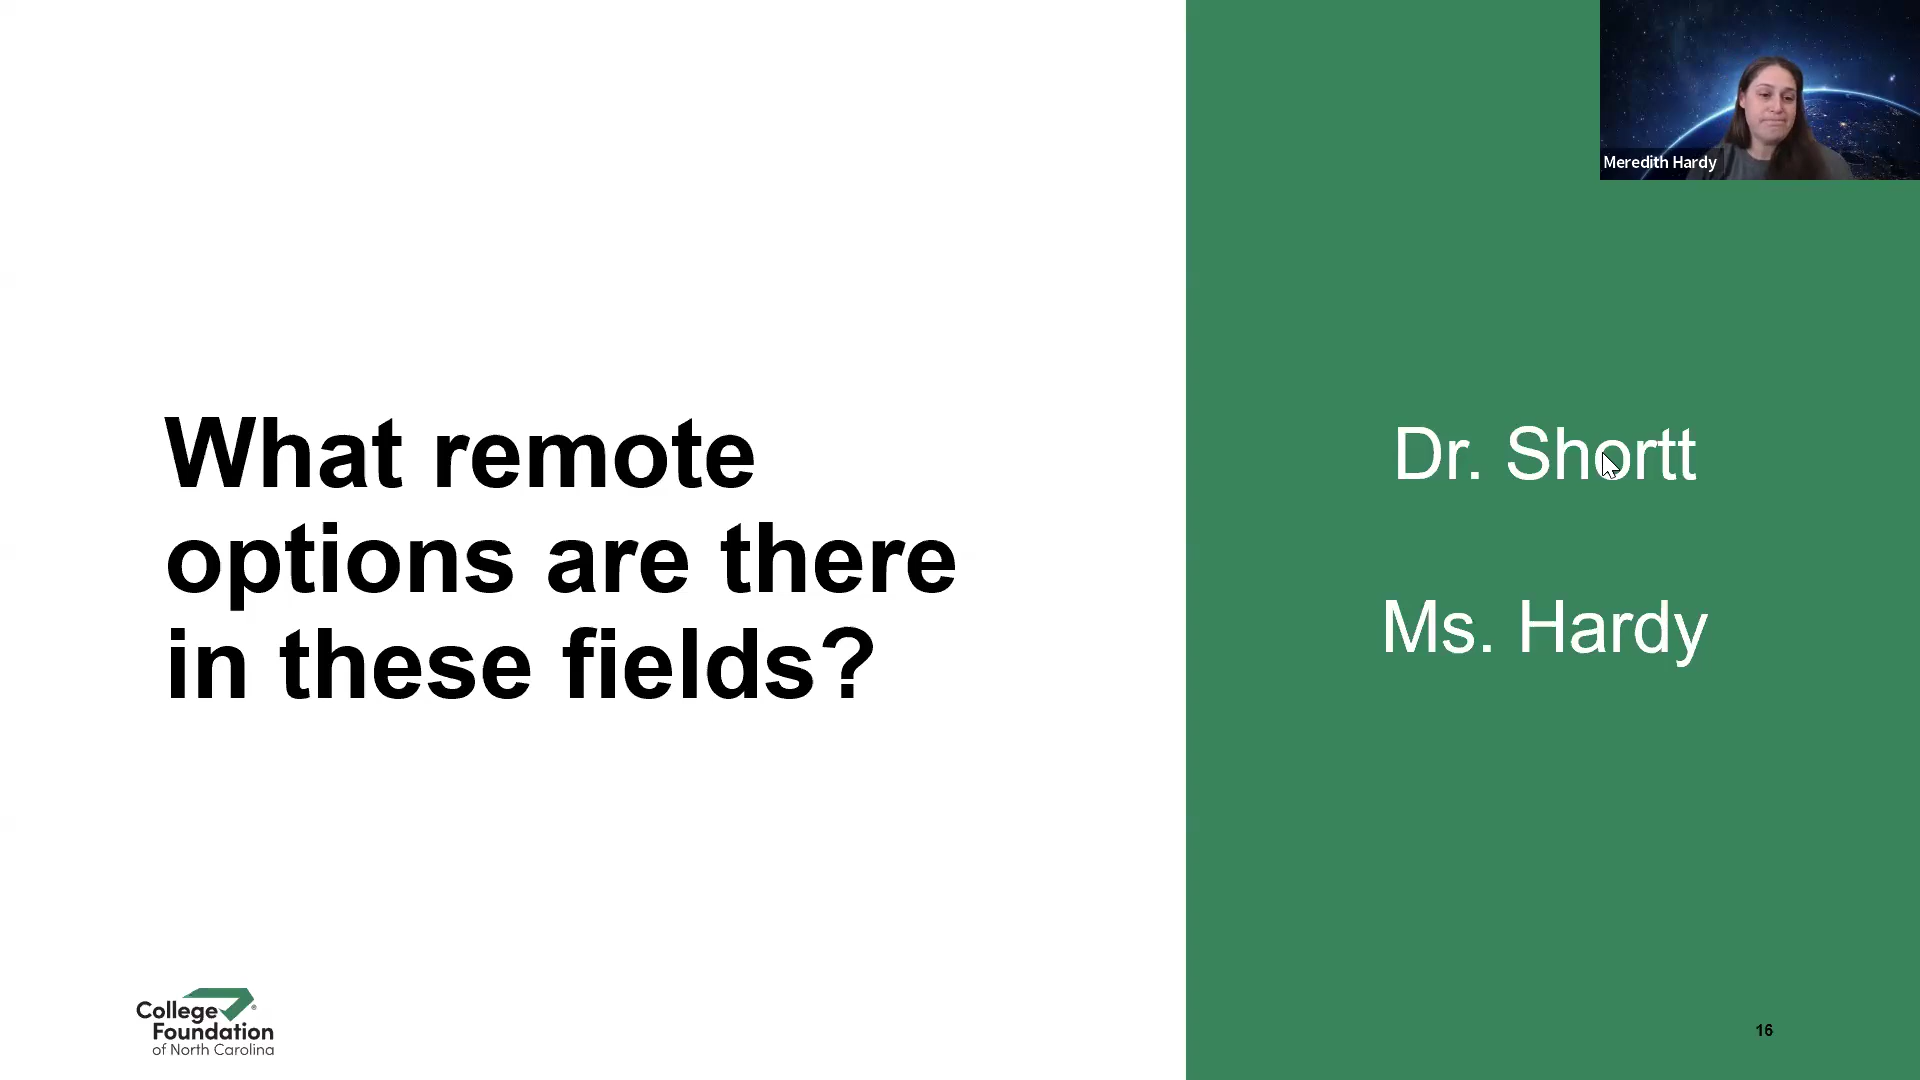 Meredith Hardy
What remote
options are there
in these fields?
Dr. Shortt
Ms. Hardy
College
Foundation
of North Carolina
16